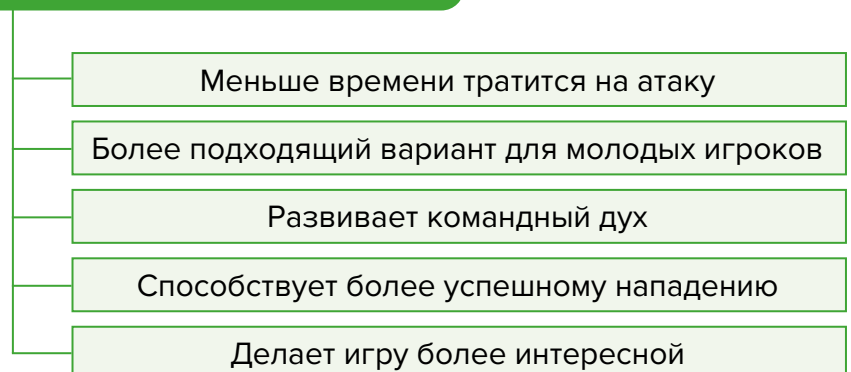 Меньше времени тратится на атаку
Более подходящий вариант для молодых игроков
Развивает командный дух
Способствует более успешному нападению
Делает игру более интересной